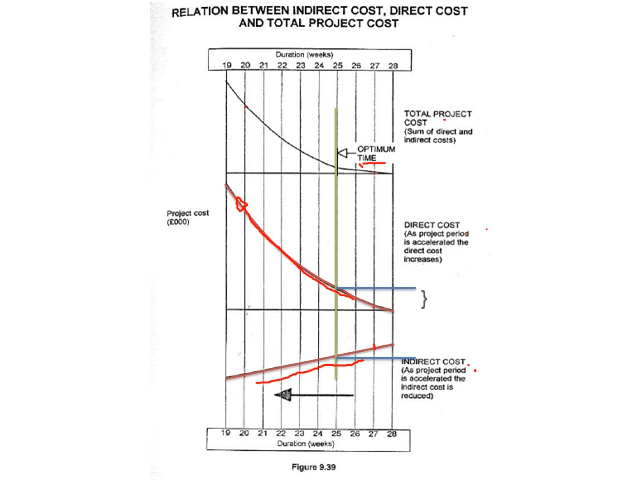 RELATION BETWEEN INDIRECT COST, DIRECT COST
AND TOTAL PROJECT COST
Duration (weeks)
19 20 21 22 23 24 25 26 27 28
TOTAL PROJECT
COST
(Sum of direct and
indirect costs)
OPTIMUM
TIME
Project cost
(£000)
DIRECT COST
(As project period
is accelerated the
direct cost
increases)
INDIRECT COST
(As project period
is accelerated the
indirect cost is
reduced)
19 20 21 22 23 24 25 26 27 28
Duration (weeks)
Figure 9.39